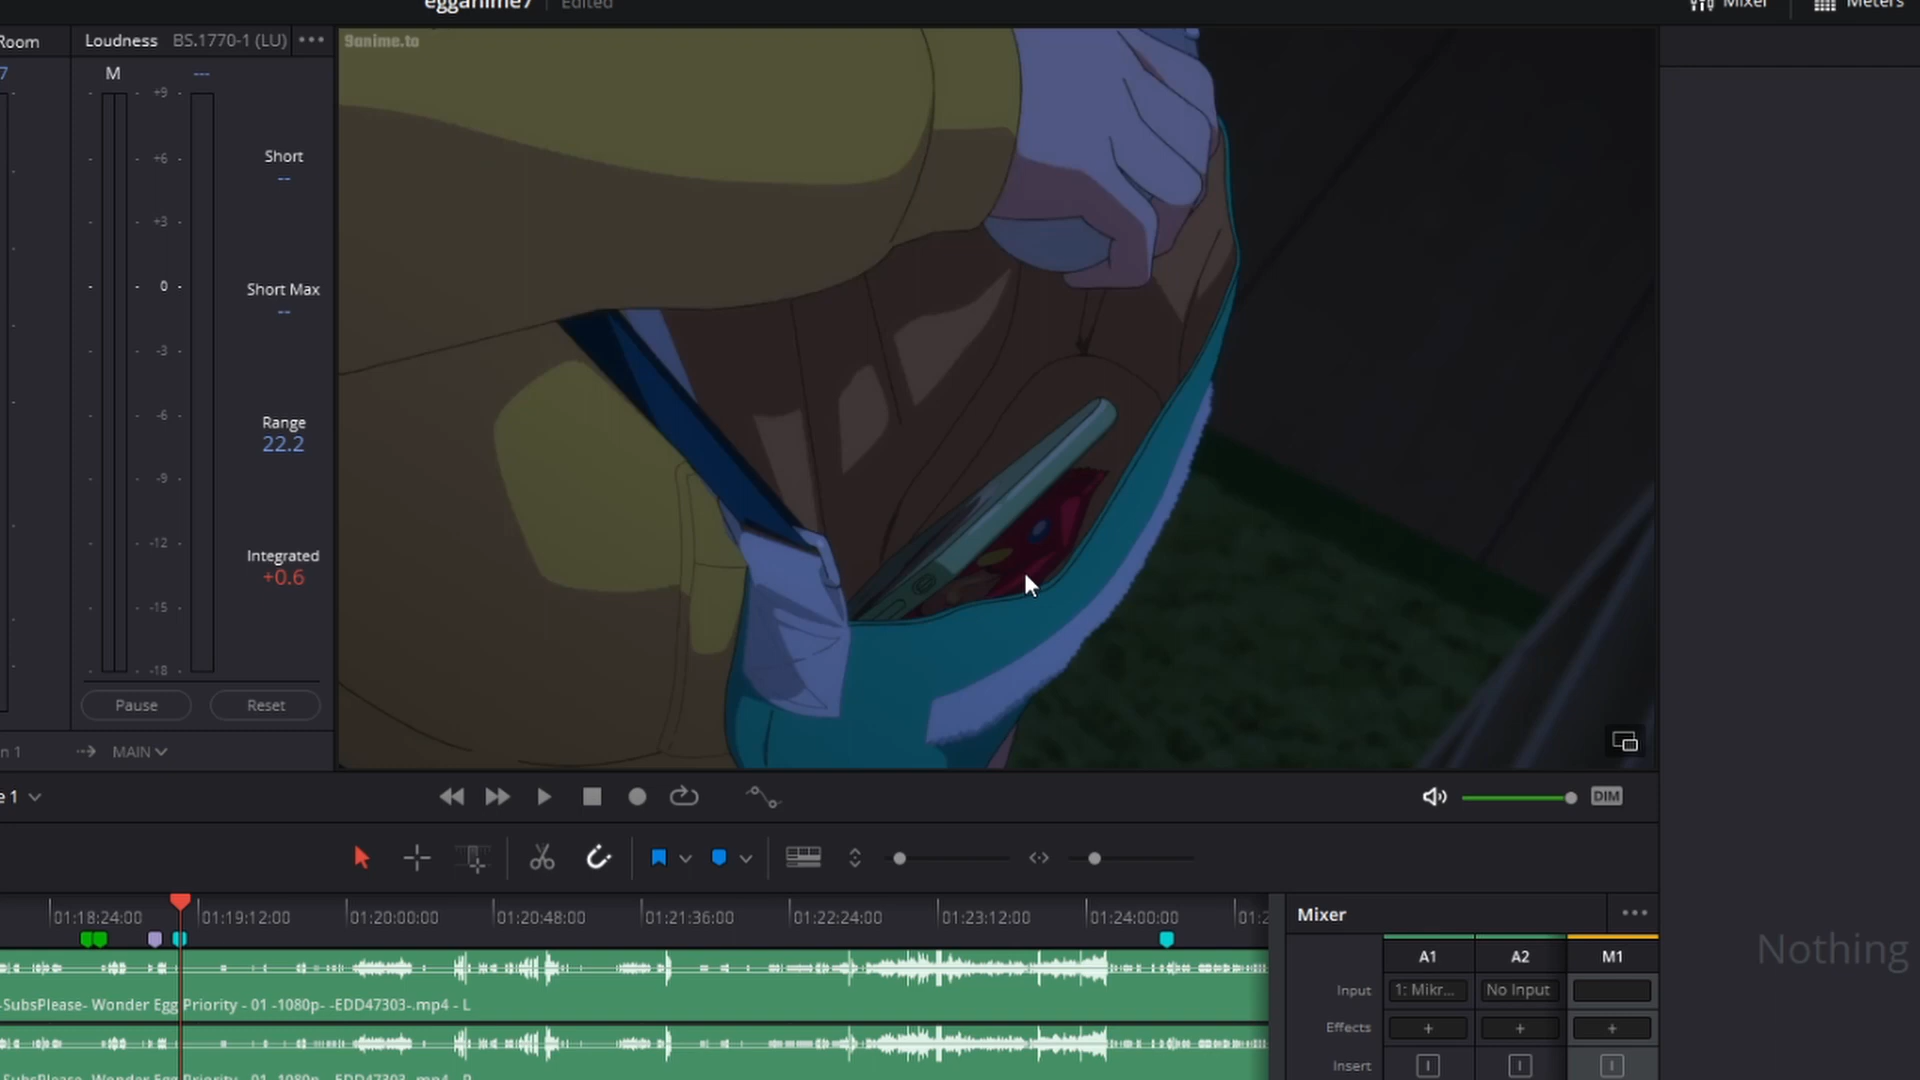 egganime7 Edited
Mixer
Meters
Room
Loudness BS.1770-1 (LU) •••
9anime.to
7
M ---
+9
+6
+3
0
-3
-6
-9
-12
-15
-18
Short
--
Short Max
--
Range
22.2
Integrated
+0.6
Pause
Reset
n 1
MAIN
e 1
DIM
01:18:24:00
01:19:12:00
01:20:00:00
01:20:48:00
01:21:36:00
01:22:24:00
01:23:12:00
01:24:00:00
01:2
Mixer •••
A1 A2 M1
Input 1: Mikr... No Input
Effects + + +
Insert
Nothing
-SubsPlease- Wonder Egg Priority - 01 -1080p- -EDD47303-.mp4 - L
-SubsPlease- Wonder Egg Priority - 01 -1080p- -EDD47303-.mp4 - R